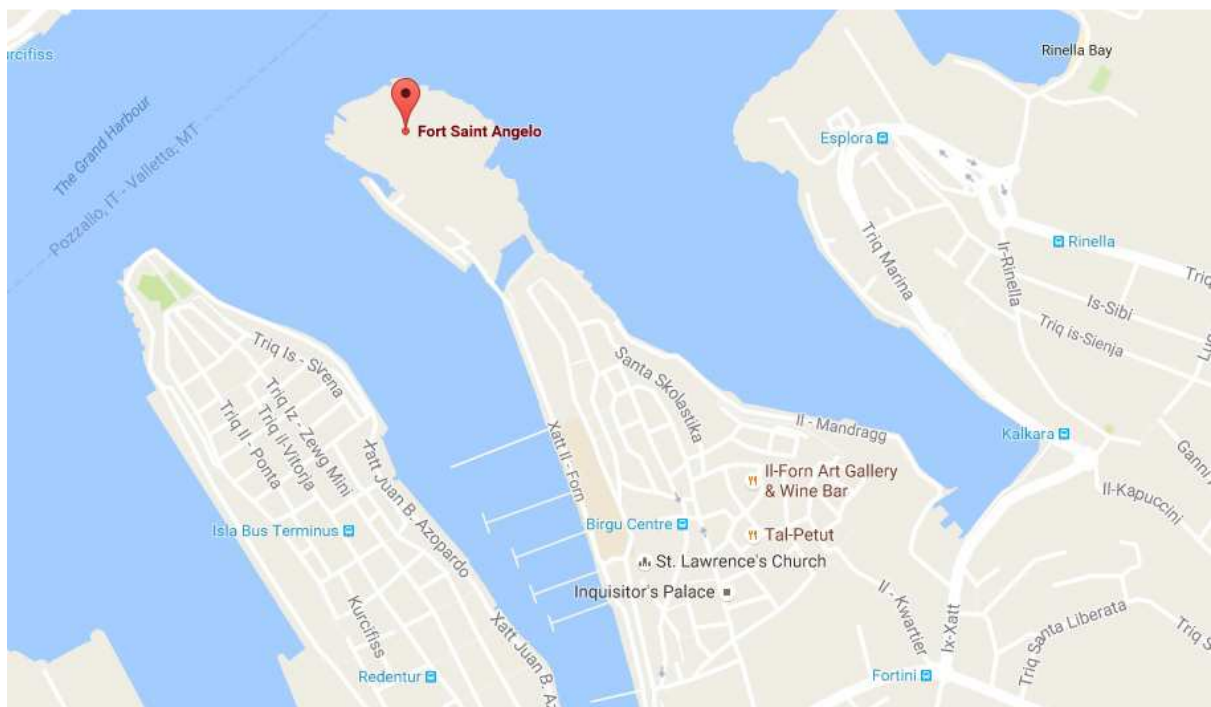 urcifiss
The Grand Harbour
Pozzallo, IT - Valletta, MT
Fort Saint Angelo
Rinella Bay
Esplora
Rinella
Triq Marina
Ir-Rinella
Triq
Is-Sibi
Triq is-Sienja
Luq
Triq Is - Sirena
Triq Iz - Zewg Mini
Triq il-Vitorja
Triq Il - Ponta
Santa Skolastika
Il - Mandragg
Kalkara
Xatt Juan B. Azopardo
Xatt Il - Forn
Il-Forn Art Gallery
& Wine Bar
Ganni
Il-Kapuccini
Isla Bus Terminus
Birgu Centre
Tal-Petut
St. Lawrence's Church
Inquisitor's Palace
Il - Kwartier
Ix-Xatt
Triq Santa Liberata
Triq S
Kurcifiss
Xatt Juan B. A
Redentur
Fortini